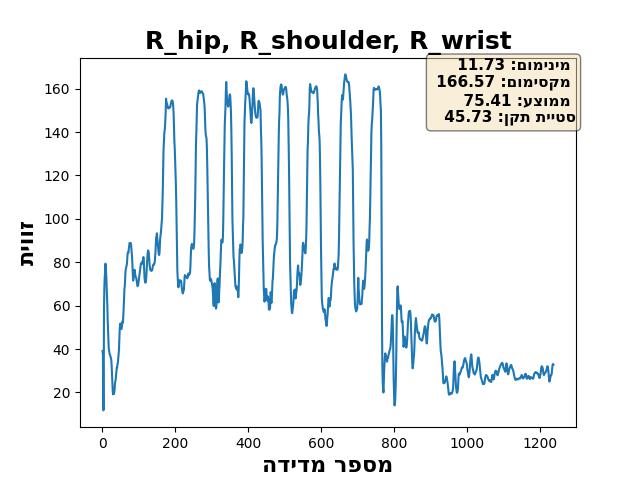 R_hip, R_shoulder, R_wrist
מינימום: 11.73
מקסימום: 166.57
ממוצע: 75.41
סטיית תקן: 45.73
זווית
160
140
120
100
80
60
40
20
0 200 400 600 800 1000 1200
מספר מדידה